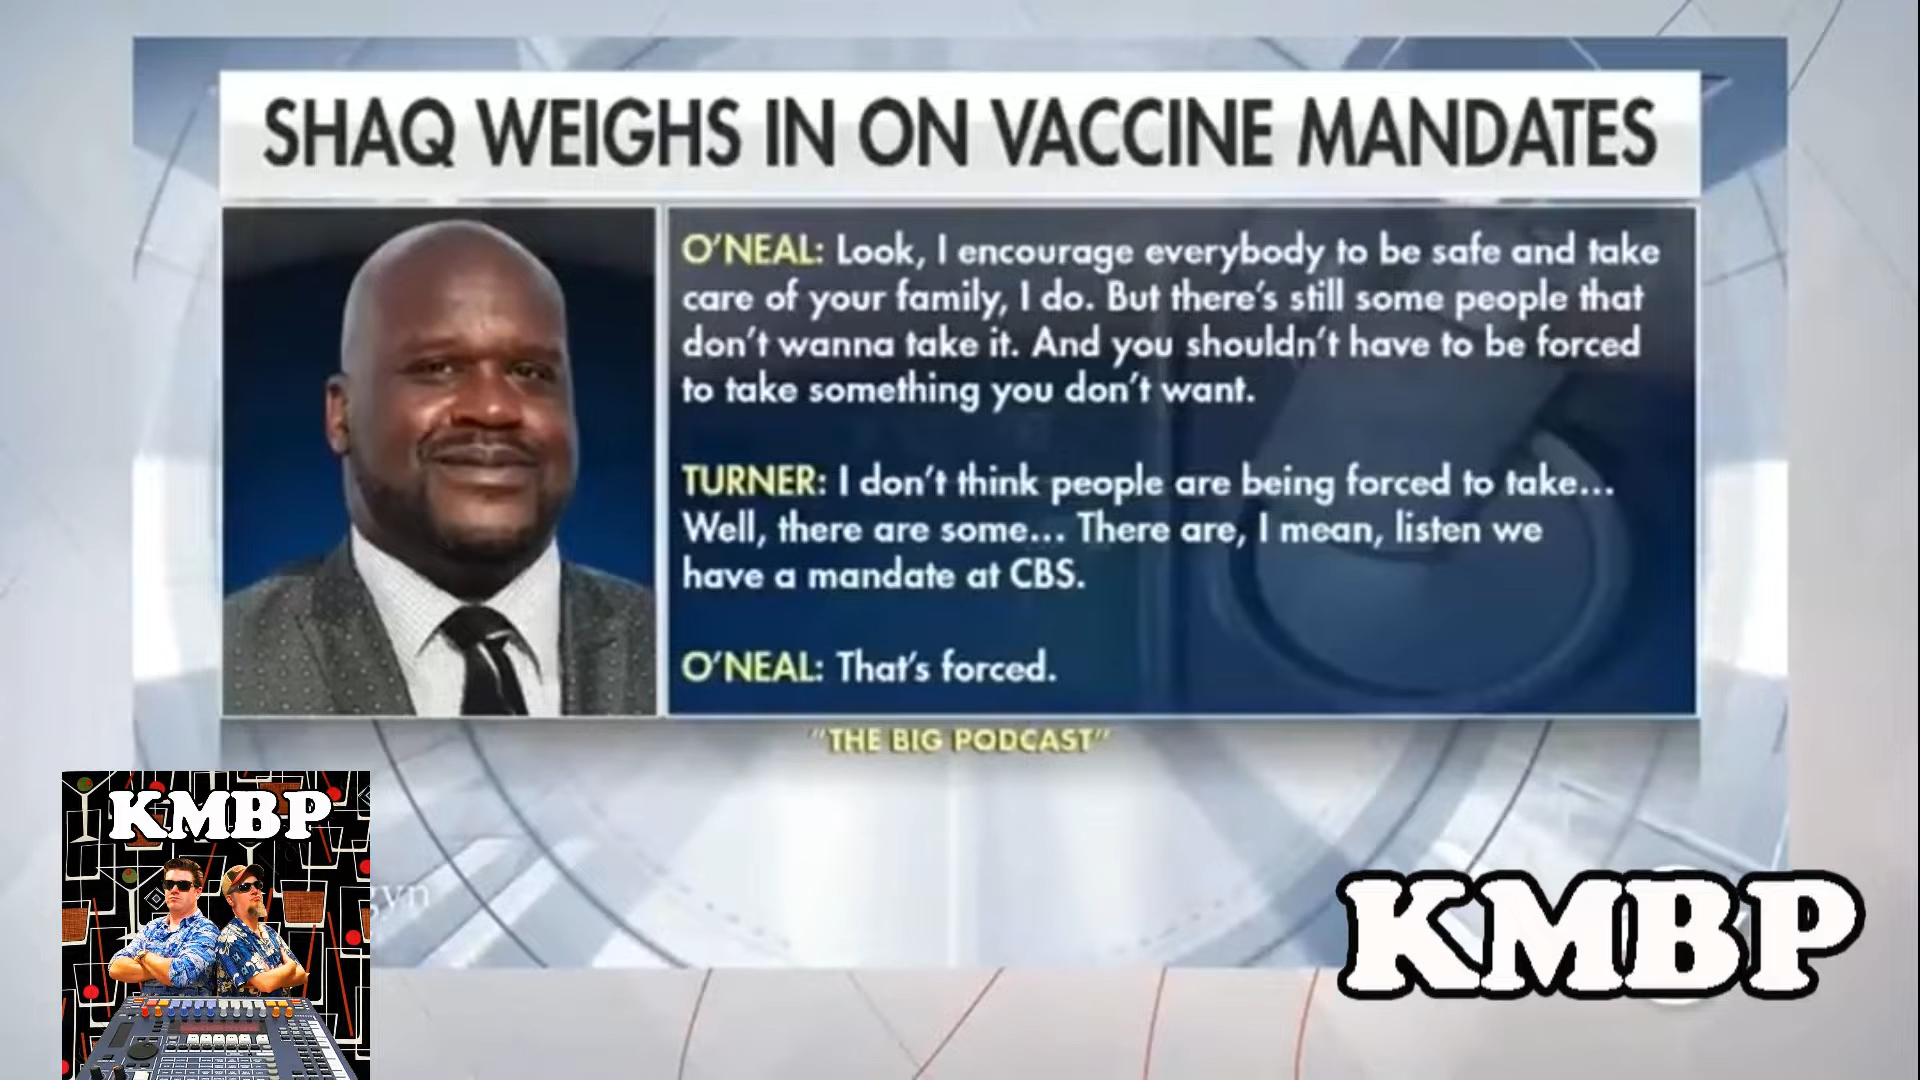 SHAQ WEIGHS IN ON VACCINE MANDATES
O'NEAL: Look, I encourage everybody to be safe and take
care of your family, I do. But there's still some people that
don't wanna take it. And you shouldn't have to be forced
to take something you don't want.
TURNER: I don't think people are being forced to take...
Well, there are some... There are, I mean, listen we
have a mandate at CBS.
O'NEAL: That's forced.
"THE BIG PODCAST"
KMBP
KMBP